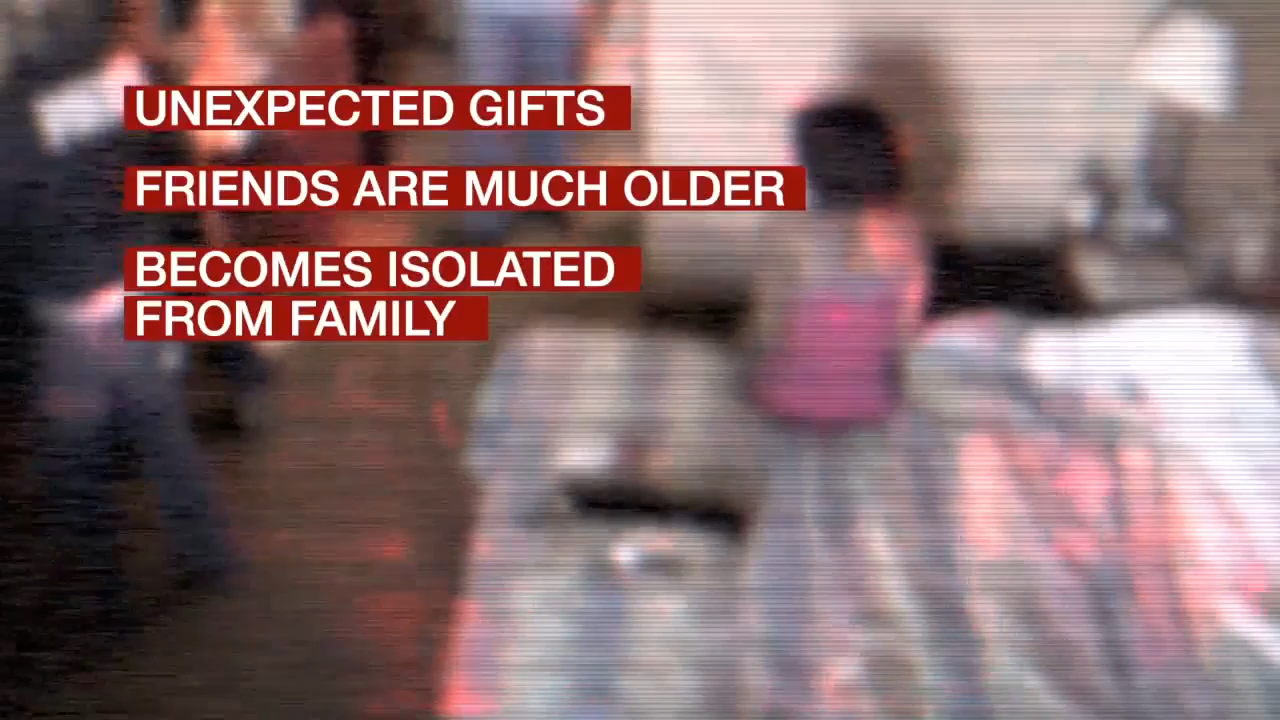 UNEXPECTED GIFTS
FRIENDS ARE MUCH OLDER
BECOMES ISOLATED
FROM FAMILY